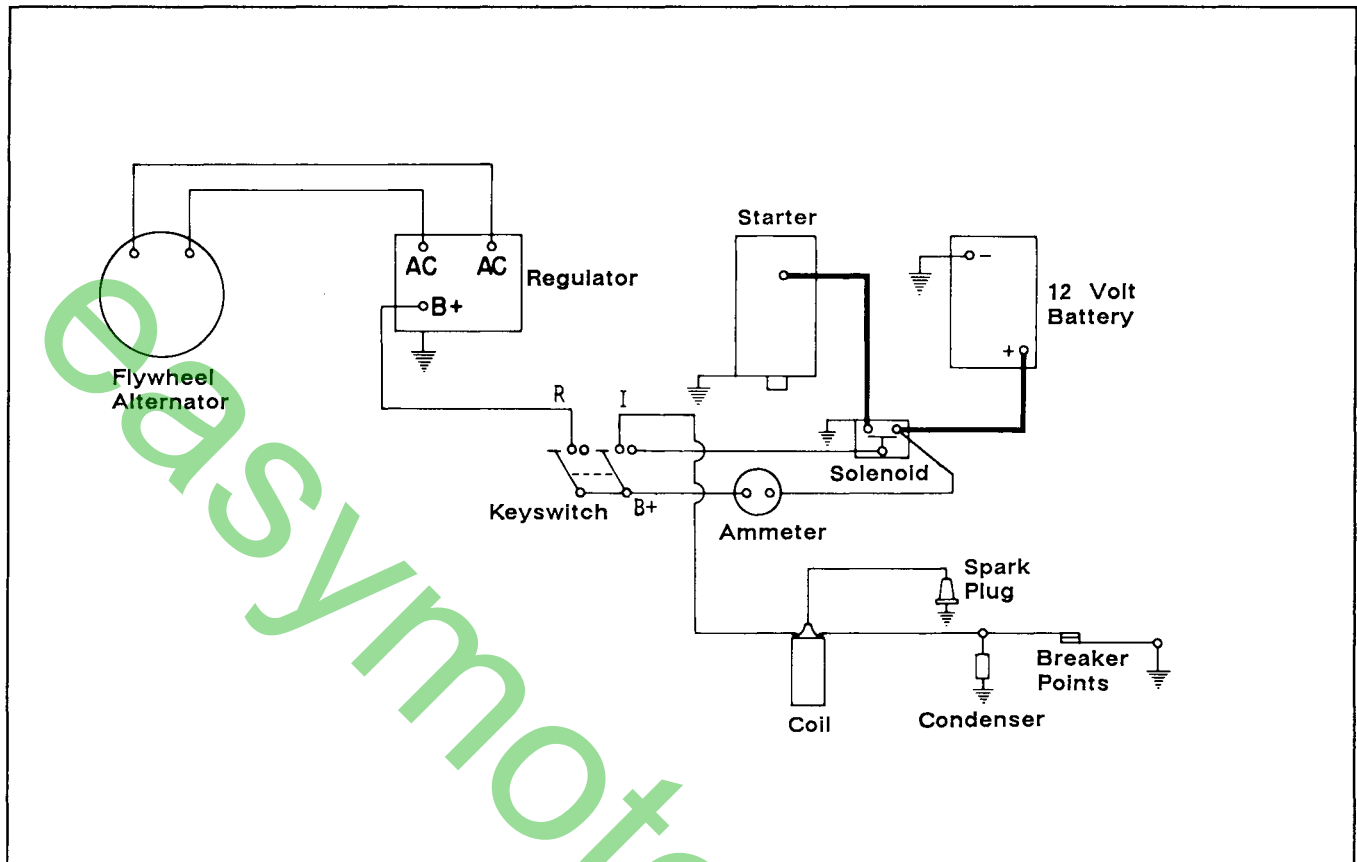 Starter
AC AC
Regulator
B+
12 Volt
Battery
-
+
Flywheel
Alternator
R
I
Solenoid
Keyswitch
B+
Ammeter
Spark
Plug
Breaker
Points
Coil
Condenser
easymoto